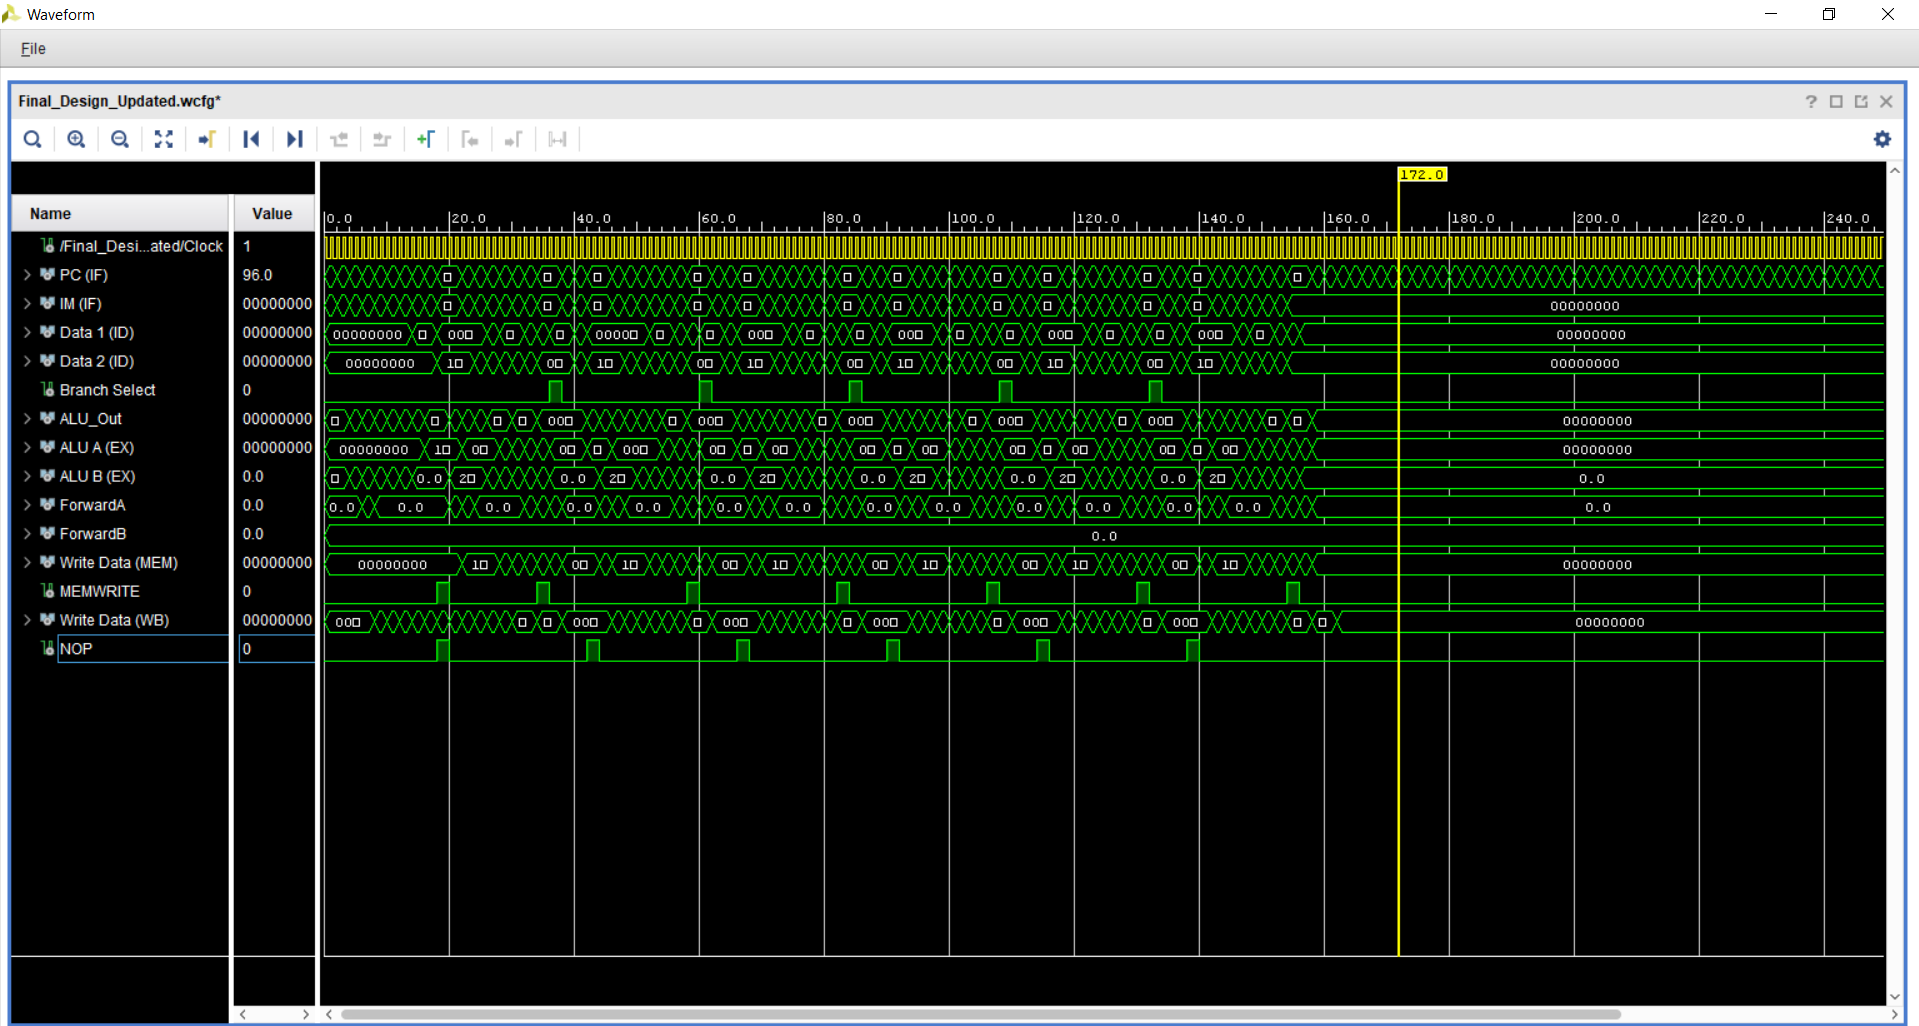 Waveform
File
Final_Design_Updated.wcfg*
172.0
Name Value 0.0 20.0 40.0 60.0 80.0 100.0 120.0 140.0 160.0 180.0 200.0 220.0 240.0
/Final_Desi...ated/Clock 1
PC (IF) 96.0
IM (IF) 00000000 00000000
Data 1 (ID) 00000000 00000000 000 0000 000 000 000 000 00000000
Data 2 (ID) 00000000 00000000 10 00 10 00 10 00 10 00 10 00 10 00000000
Branch Select 0
ALU_Out 00000000 000 000 000 000 000 00000000
ALU A (EX) 00000000 00000000 10 00 00 000 00 00 00 00 00 00 00 00 00000000
ALU B (EX) 0.0 0.0 20 0.0 20 0.0 20 0.0 20 0.0 20 0.0 20 0.0
ForwardA 0.0 0.0 0.0 0.0 0.0 0.0 0.0 0.0 0.0 0.0 0.0 0.0 0.0 0.0 0.0
ForwardB 0.0 0.0
Write Data (MEM) 00000000 00000000 10 00 10 00 10 00 10 00 10 00 10 00000000
MEMWRITE 0
Write Data (WB) 00000000 000 000 000 000 000 000 00000000
NOP 0